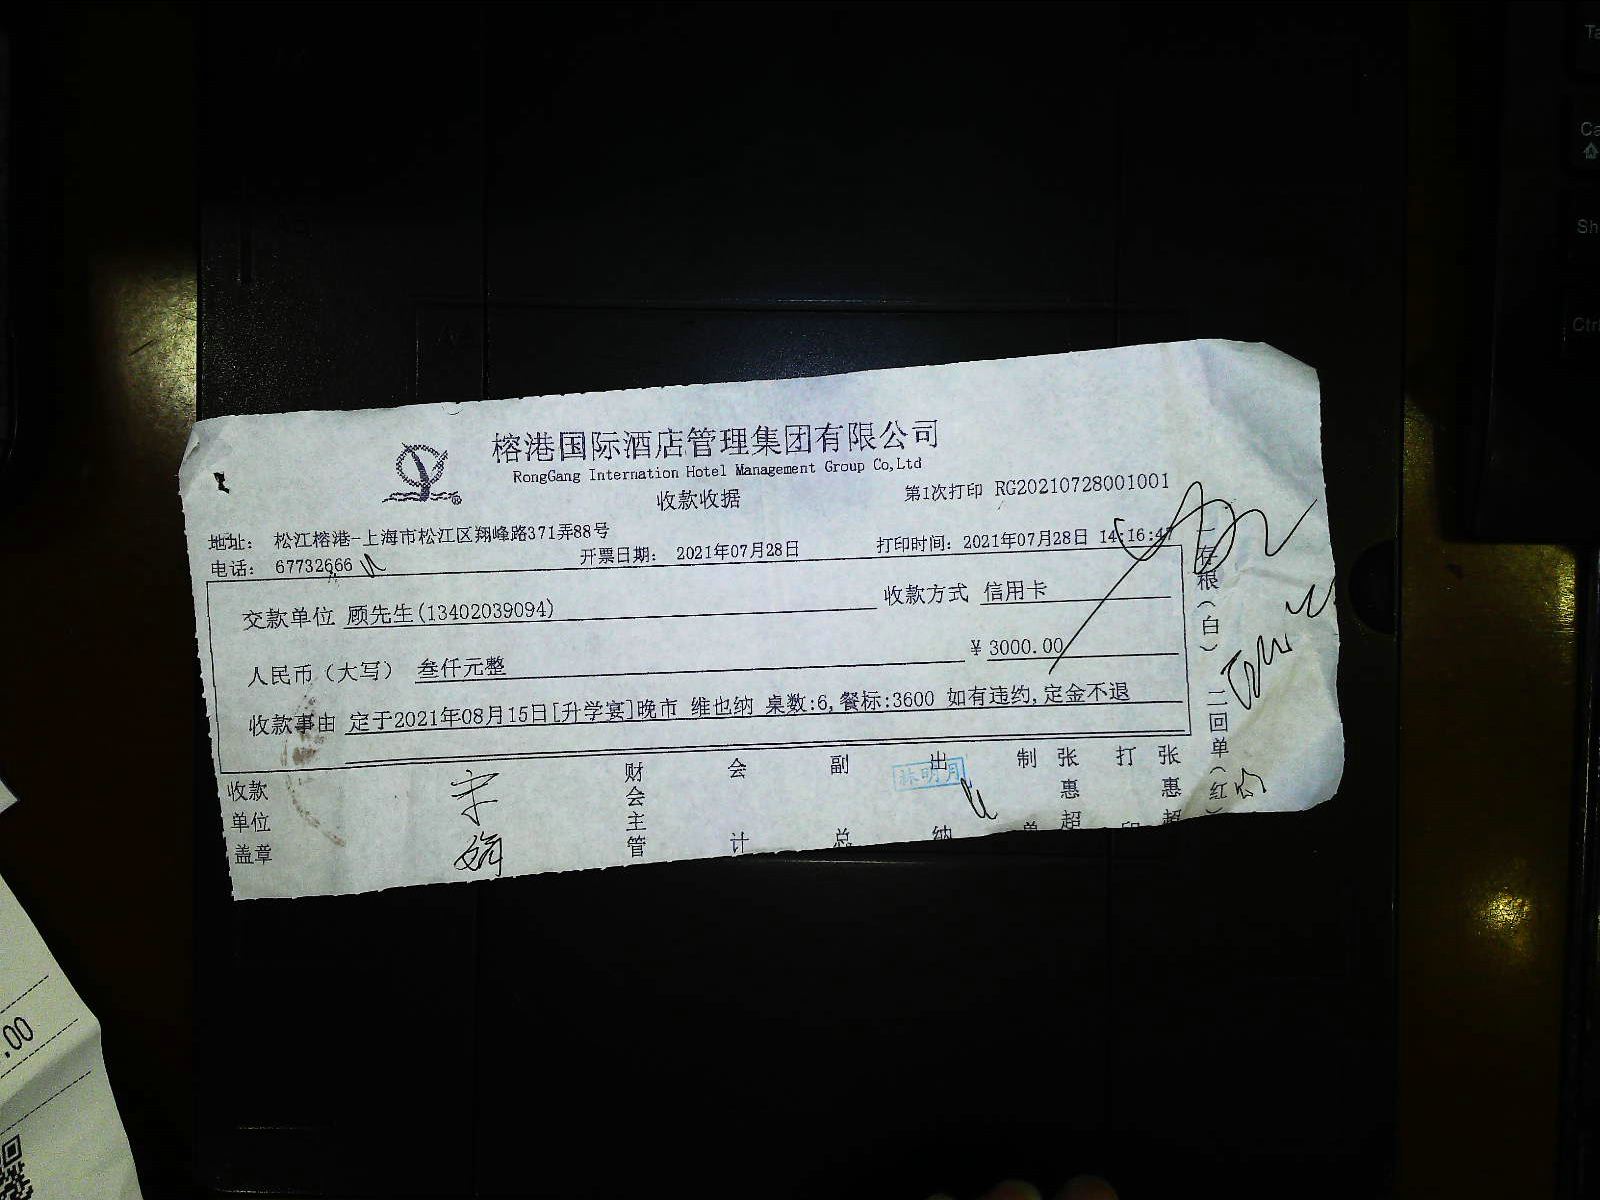 榕港国际酒店管理集团有限公司
RongGang Internation Hotel Management Group Co,Ltd
收款收据
第1次打印 RG20210728001001
地址： 松江榕港-上海市松江区翔峰路371弄88号
电话： 67732666
开票日期： 2021年07月28日
打印时间：2021年07月28日 14:16:47
交款单位 顾先生(13402039094)
收款方式 信用卡
人民币（大写） 叁仟元整
¥ 3000.00
收款事由 定于2021年08月15日[升学宴]晚市 维也纳 桌数:6,餐标:3600 如有违约,定金不退
收款单位盖章
财会主管
会计
副总
出纳
制单 张惠超
打印 张惠超
一存根(白) 二回单(红)
.00
Ctrl